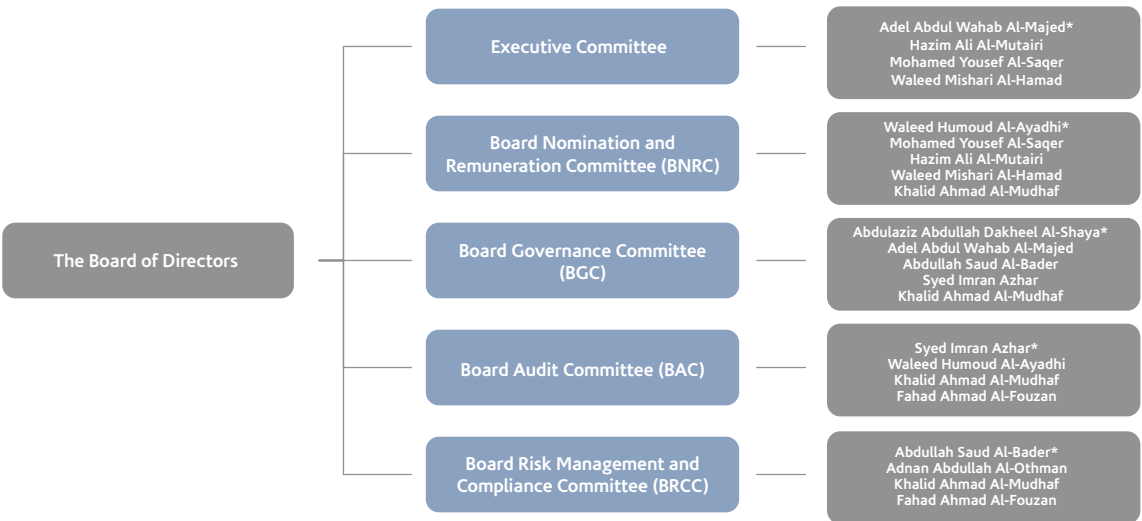 The Board of Directors
Executive Committee
Adel Abdul Wahab Al-Majed*
Hazim Ali Al-Mutairi
Mohamed Yousef Al-Saqer
Waleed Mishari Al-Hamad
Board Nomination and
Remuneration Committee (BNRC)
Waleed Humoud Al-Ayadhi*
Mohamed Yousef Al-Saqer
Hazim Ali Al-Mutairi
Waleed Mishari Al-Hamad
Khalid Ahmad Al-Mudhaf
Board Governance Committee
(BGC)
Abdulaziz Abdullah Dakheel Al-Shaya*
Adel Abdul Wahab Al-Majed
Abdullah Saud Al-Bader
Syed Imran Azhar
Khalid Ahmad Al-Mudhaf
Board Audit Committee (BAC)
Syed Imran Azhar*
Waleed Humoud Al-Ayadhi
Khalid Ahmad Al-Mudhaf
Fahad Ahmad Al-Fouzan
Board Risk Management and
Compliance Committee (BRCC)
Abdullah Saud Al-Bader*
Adnan Abdullah Al-Othman
Khalid Ahmad Al-Mudhaf
Fahad Ahmad Al-Fouzan